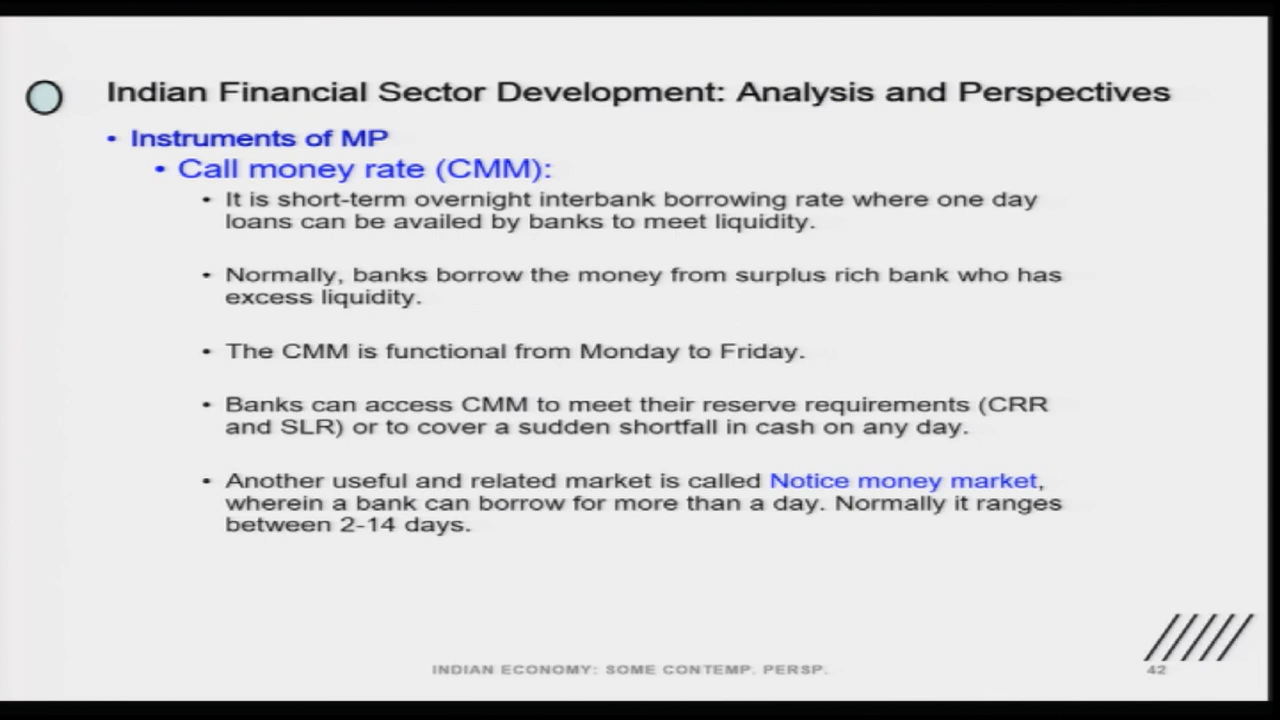 Indian Financial Sector Development: Analysis and Perspectives
• Instruments of MP
• Call money rate (CMM):
• It is short-term overnight interbank borrowing rate where one day
loans can be availed by banks to meet liquidity.
• Normally, banks borrow the money from surplus rich bank who has
excess liquidity.
• The CMM is functional from Monday to Friday.
• Banks can access CMM to meet their reserve requirements (CRR
and SLR) or to cover a sudden shortfall in cash on any day.
• Another useful and related market is called Notice money market,
wherein a bank can borrow for more than a day. Normally it ranges
between 2-14 days.
INDIAN ECONOMY: SOME CONTEMP. PERSP.
42